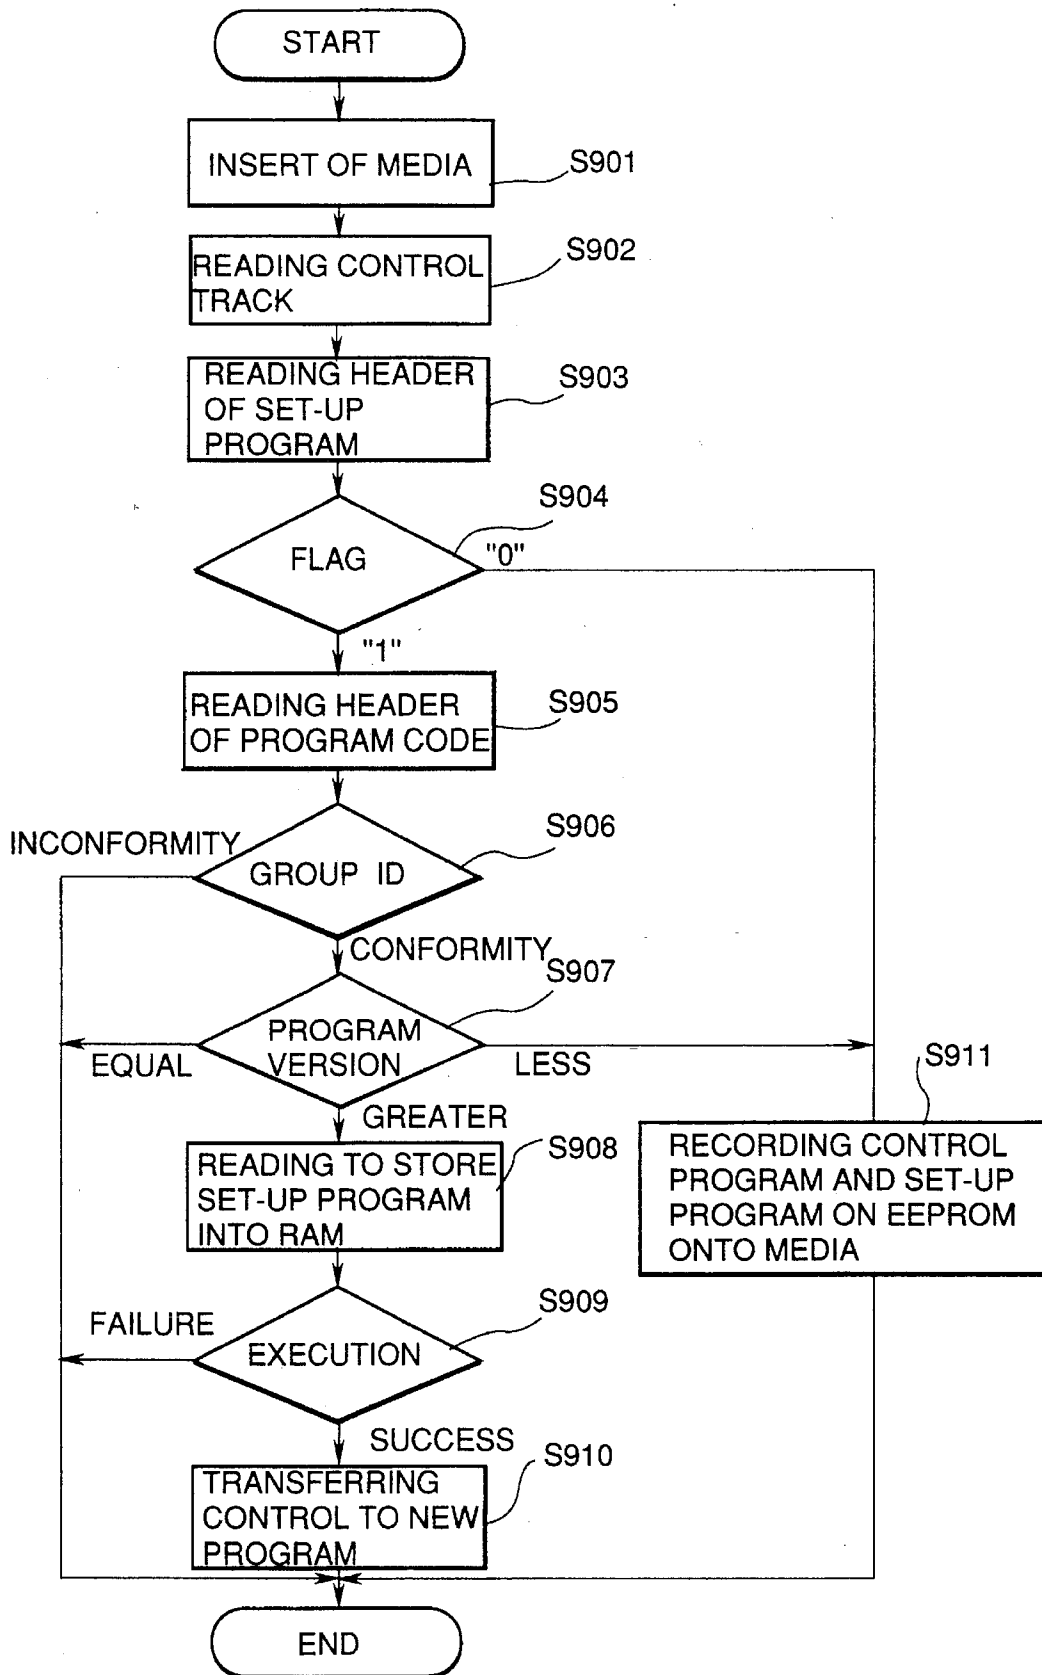 START
INSERT OF MEDIA
S901
READING CONTROL
TRACK
S902
READING HEADER
OF SET-UP
PROGRAM
S903
FLAG
S904
"0"
"1"
READING HEADER
OF PROGRAM CODE
S905
INCONFORMITY
GROUP ID
S906
CONFORMITY
PROGRAM
VERSION
S907
EQUAL
LESS
GREATER
READING TO STORE
SET-UP PROGRAM
INTO RAM
S908
S911
RECORDING CONTROL
PROGRAM AND SET-UP
PROGRAM ON EEPROM
ONTO MEDIA
FAILURE
EXECUTION
S909
SUCCESS
TRANSFERRING
CONTROL TO NEW
PROGRAM
S910
END